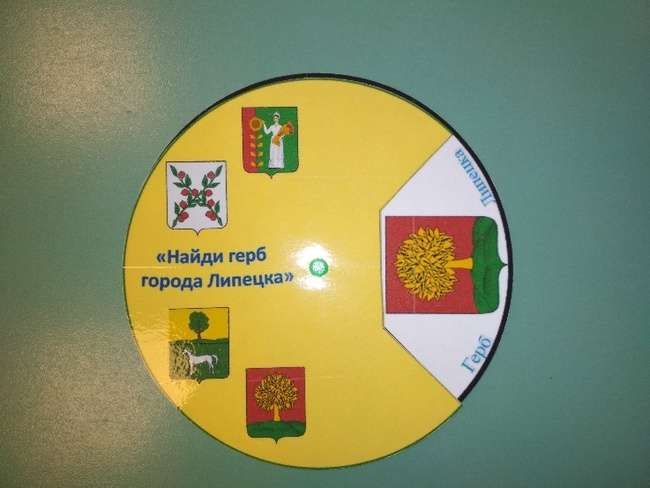 «Найди герб
города Липецка»
Герб
Липецка